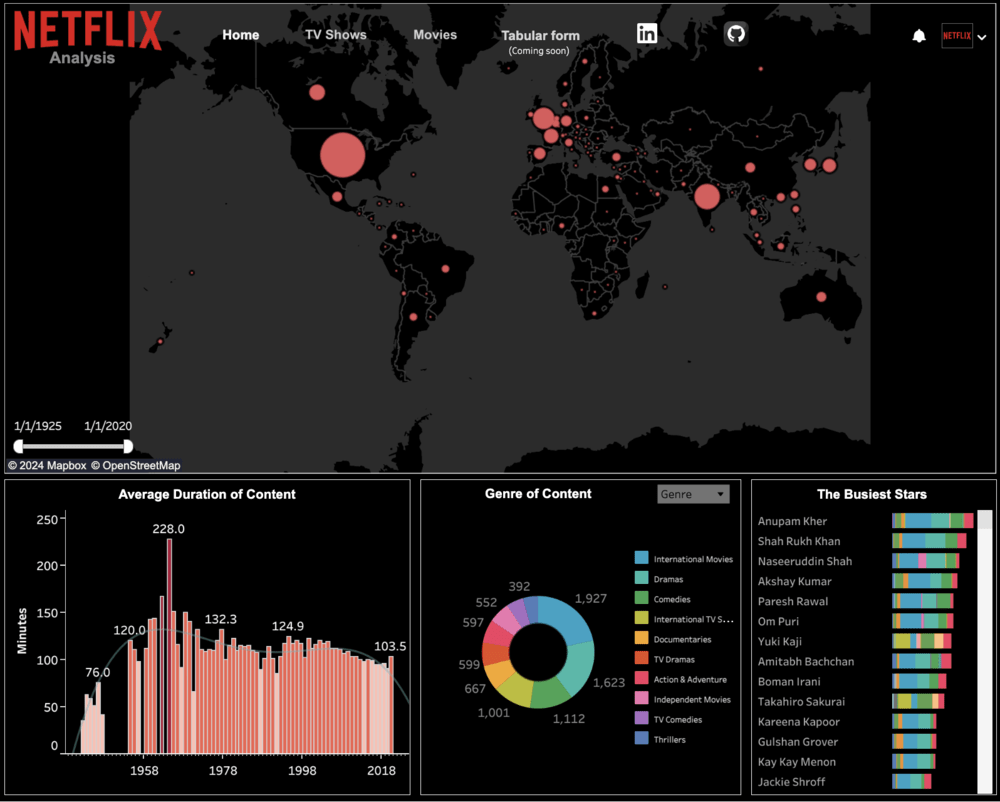 NETFLIX
Analysis
Home
TV Shows
Movies
Tabular form
(Coming soon)
in
NETFLIX
1/1/1925 1/1/2020
© 2024 Mapbox © OpenStreetMap
Average Duration of Content
Minutes
250
200
150
100
50
0
76.0
120.0
228.0
132.3
124.9
103.5
1958
1978
1998
2018
Genre of Content
Genre
392
552
597
599
667
1,001
1,112
1,623
1,927
International Movies
Dramas
Comedies
International TV S...
Documentaries
TV Dramas
Action & Adventure
Independent Movies
TV Comedies
Thrillers
The Busiest Stars
Anupam Kher
Shah Rukh Khan
Naseeruddin Shah
Akshay Kumar
Paresh Rawal
Om Puri
Yuki Kaji
Amitabh Bachchan
Boman Irani
Takahiro Sakurai
Kareena Kapoor
Gulshan Grover
Kay Kay Menon
Jackie Shroff